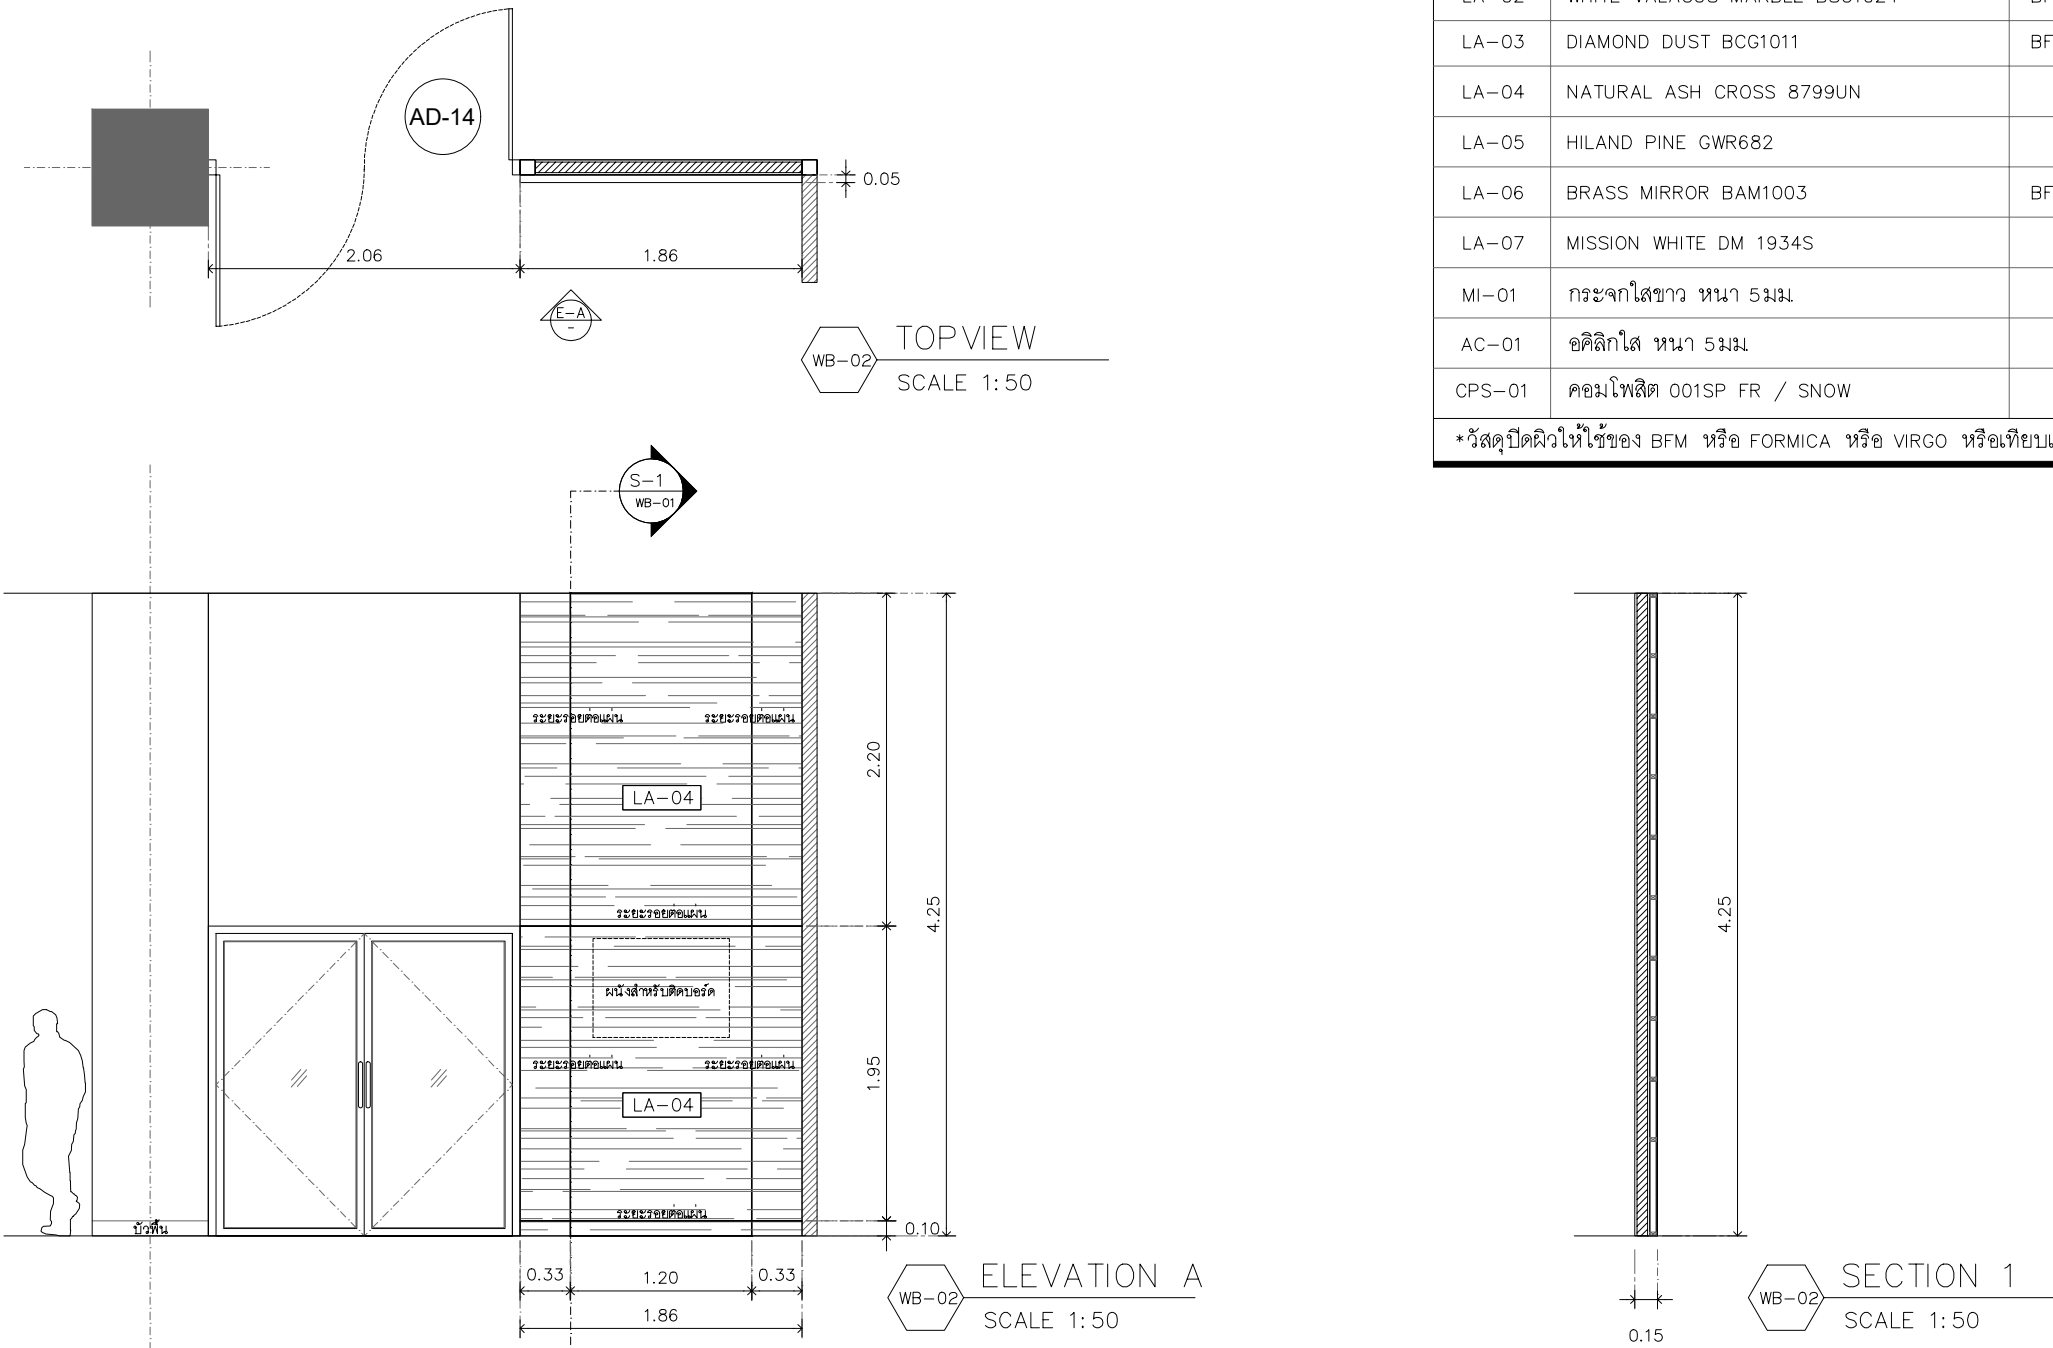 AD-14
0.05
2.06
1.86
E-A
-
WB-02
TOPVIEW
SCALE 1:50
LA-03 DIAMOND DUST BCG1011 BF
LA-04 NATURAL ASH CROSS 8799UN
LA-05 HILAND PINE GWR682
LA-06 BRASS MIRROR BAM1003 BF
LA-07 MISSION WHITE DM 1934S
MI-01 กระจกใสขาว หนา 5มม.
AC-01 อคิลิกใส หนา 5มม.
CPS-01 คอมโพสิต 001SP FR / SNOW
*วัสดุปิดผิวให้ใช้ของ BFM หรือ FORMICA หรือ VIRGO หรือเทียบเ
S-1
WB-01
ระยะรอยต่อแผ่น ระยะรอยต่อแผ่น
2.20
LA-04
4.25
ระยะรอยต่อแผ่น
ผนังสำหรับติดบอร์ด
ระยะรอยต่อแผ่น ระยะรอยต่อแผ่น
1.95
LA-04
ระยะรอยต่อแผ่น
บัวพื้น
0.10
0.33 1.20 0.33
1.86
WB-02
ELEVATION A
SCALE 1:50
4.25
0.15
WB-02
SECTION 1
SCALE 1:50